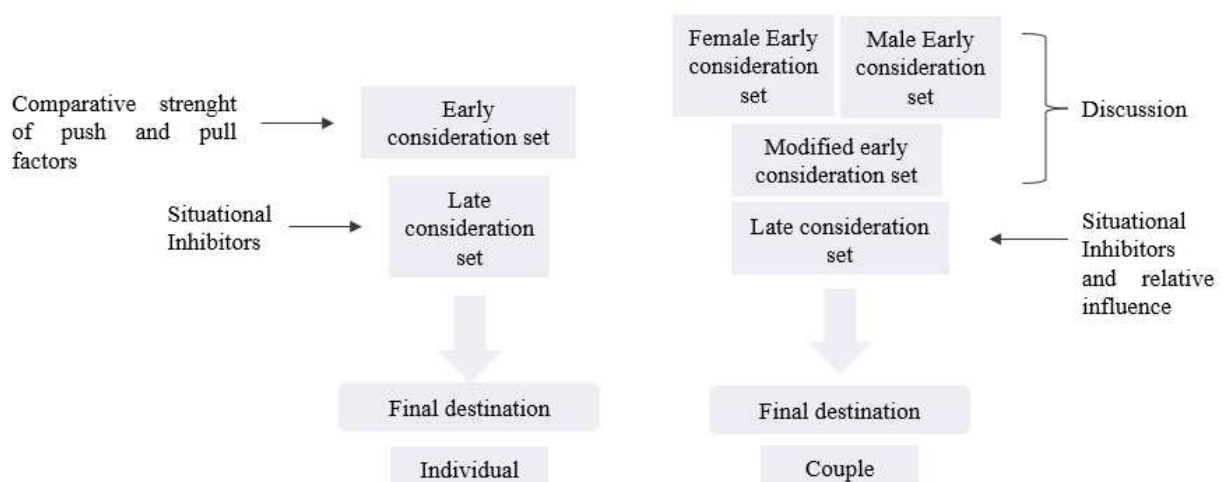 Comparative strenght
of push and pull
factors
Early
consideration set
Situational
Inhibitors
Late
consideration
set
Final destination
Individual
Female Early
consideration
set
Male Early
consideration
set
Modified early
consideration set
Discussion
Late consideration
set
Situational
Inhibitors
and relative
influence
Final destination
Couple